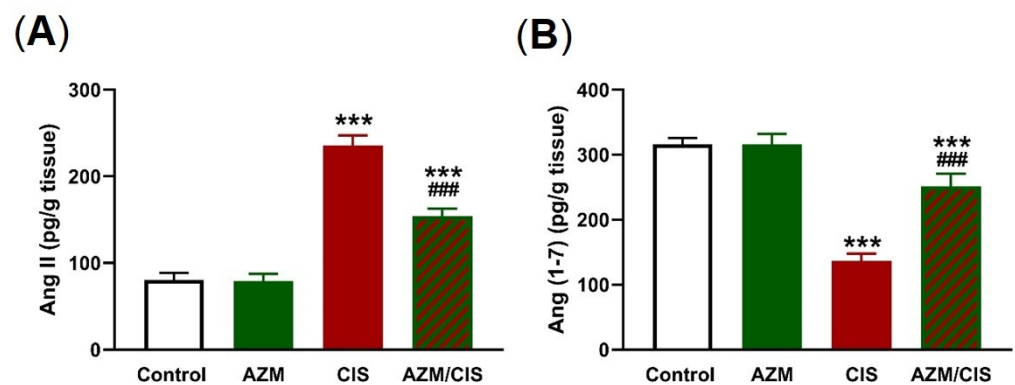 (A)
Ang II (pg/g tissue)
300
200
100
0
***
***
###
Control AZM CIS AZM/CIS
(B)
Ang (1-7) (pg/g tissue)
400
300
200
100
0
***
***
###
Control AZM CIS AZM/CIS